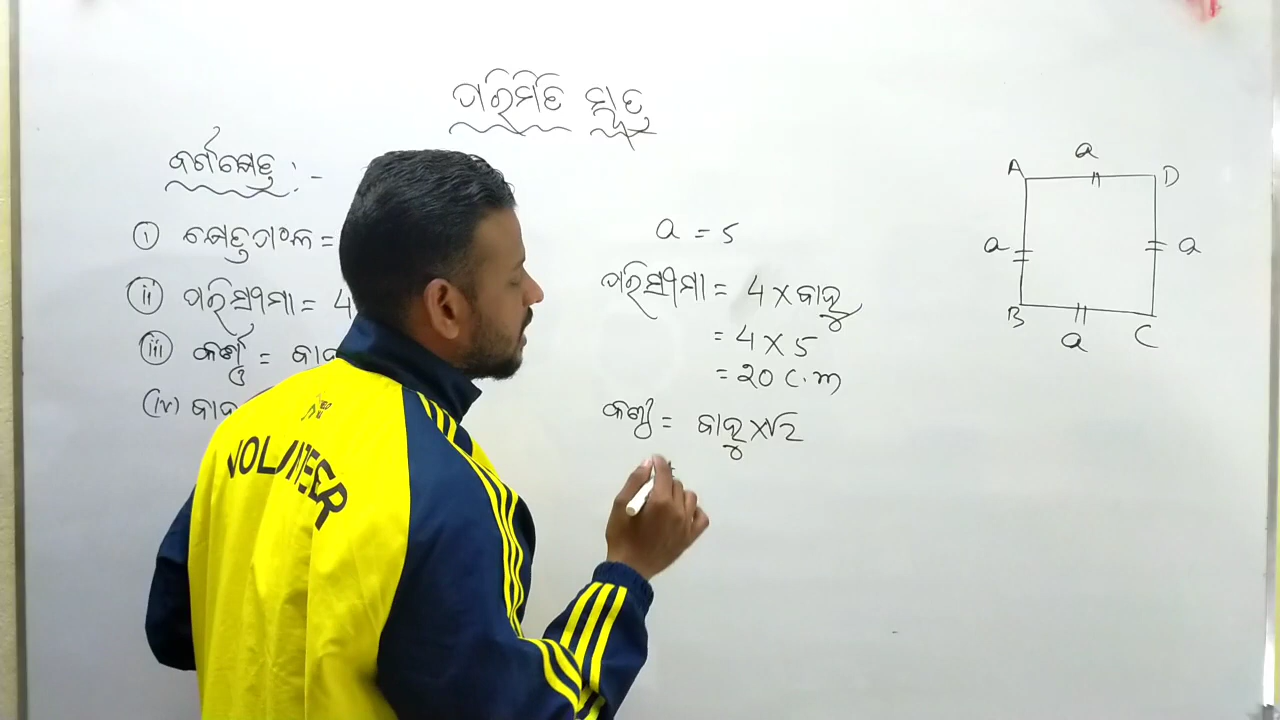 ପରିମିତି ସୂତ୍ର
ବର୍ଗକ୍ଷେତ୍ର :-
(i) କ୍ଷେତ୍ରଫଳ =
(ii) ପରିସୀମା = 4
(iii) କର୍ଣ୍ଣ = ବାହୁ
(iv) ବାହୁ
a = 5
ପରିସୀମା = 4 × ବାହୁ
= 4 × 5
= 20 c.m
କର୍ଣ୍ଣ = ବାହୁ × √2
a
A D
a a
B C
a
VOLUNTEER